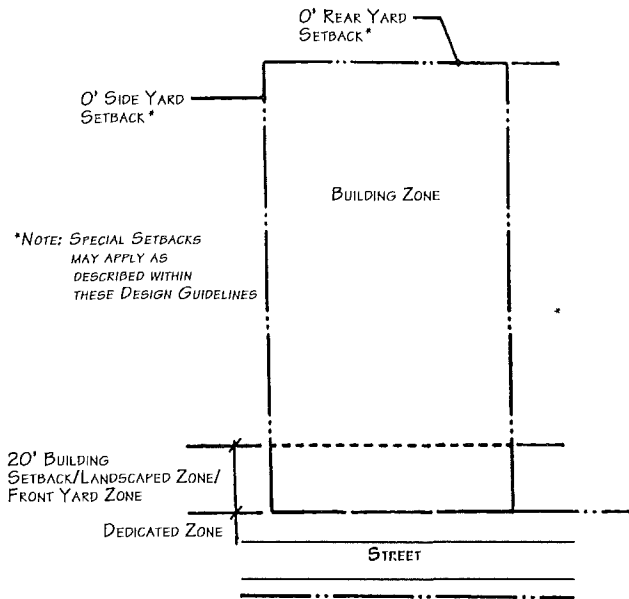 0' Rear Yard
Setback*
0' Side Yard
Setback*
Building Zone
*Note: Special Setbacks
may apply as
described within
these Design Guidelines
*
20' Building
Setback/Landscaped Zone/
Front Yard Zone
Dedicated Zone
Street